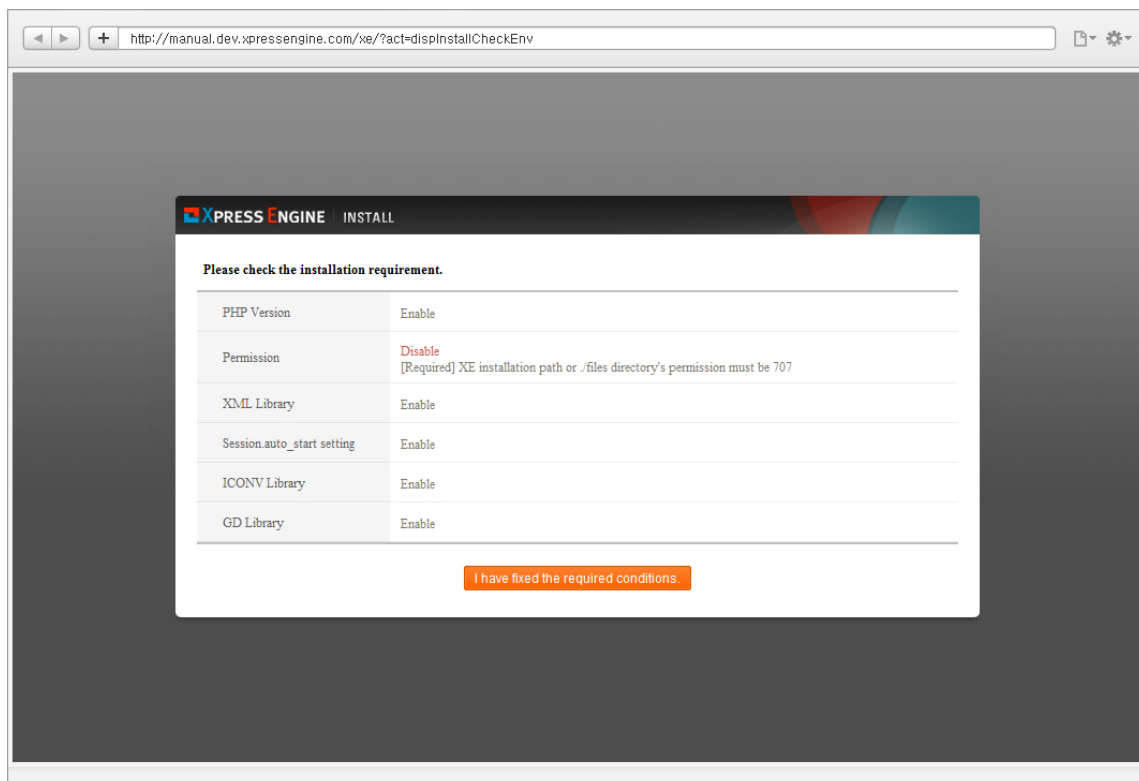 http://manual.dev.xpressengine.com/xe/?act=dispInstallCheckEnv
XPRESS ENGINE INSTALL
Please check the installation requirement.
PHP Version Enable
Permission Disable
[Required] XE installation path or ./files directory's permission must be 707
XML Library Enable
Session.auto_start setting Enable
ICONV Library Enable
GD Library Enable
I have fixed the required conditions.